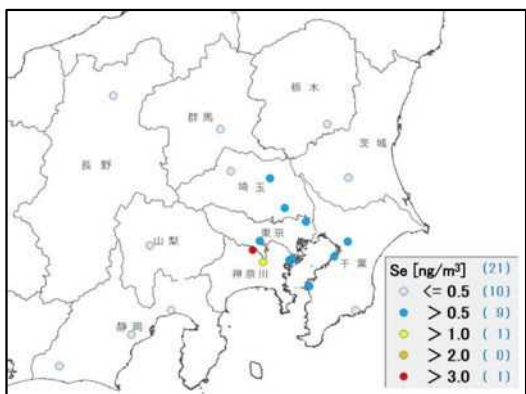 栃木
群馬
茨城
長野
埼玉
東京
山梨
千葉
神奈川
静岡
Se [ng/m³] (21)
<= 0.5 (10)
> 0.5 (9)
> 1.0 (1)
> 2.0 (0)
> 3.0 (1)